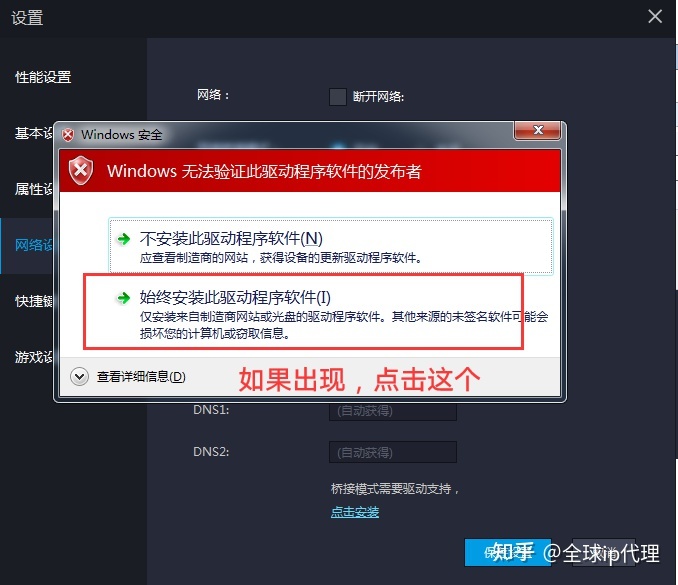 设置
性能设置
网络：
断开网络:
基本设
Windows 安全
Windows 无法验证此驱动程序软件的发布者
属性设
不安装此驱动程序软件(N)
应查看制造商的网站，获得设备的更新驱动程序软件。
网络设
始终安装此驱动程序软件(I)
仅安装来自制造商网站或光盘的驱动程序软件。其他来源的未签名软件可能会
损坏您的计算机或窃取信息。
快捷键
游戏设
查看详细信息(D)
如果出现，点击这个
DNS1:
(自动获得)
DNS2:
(自动获得)
桥接模式需要驱动支持，
点击安装
知乎 @全球ip代理